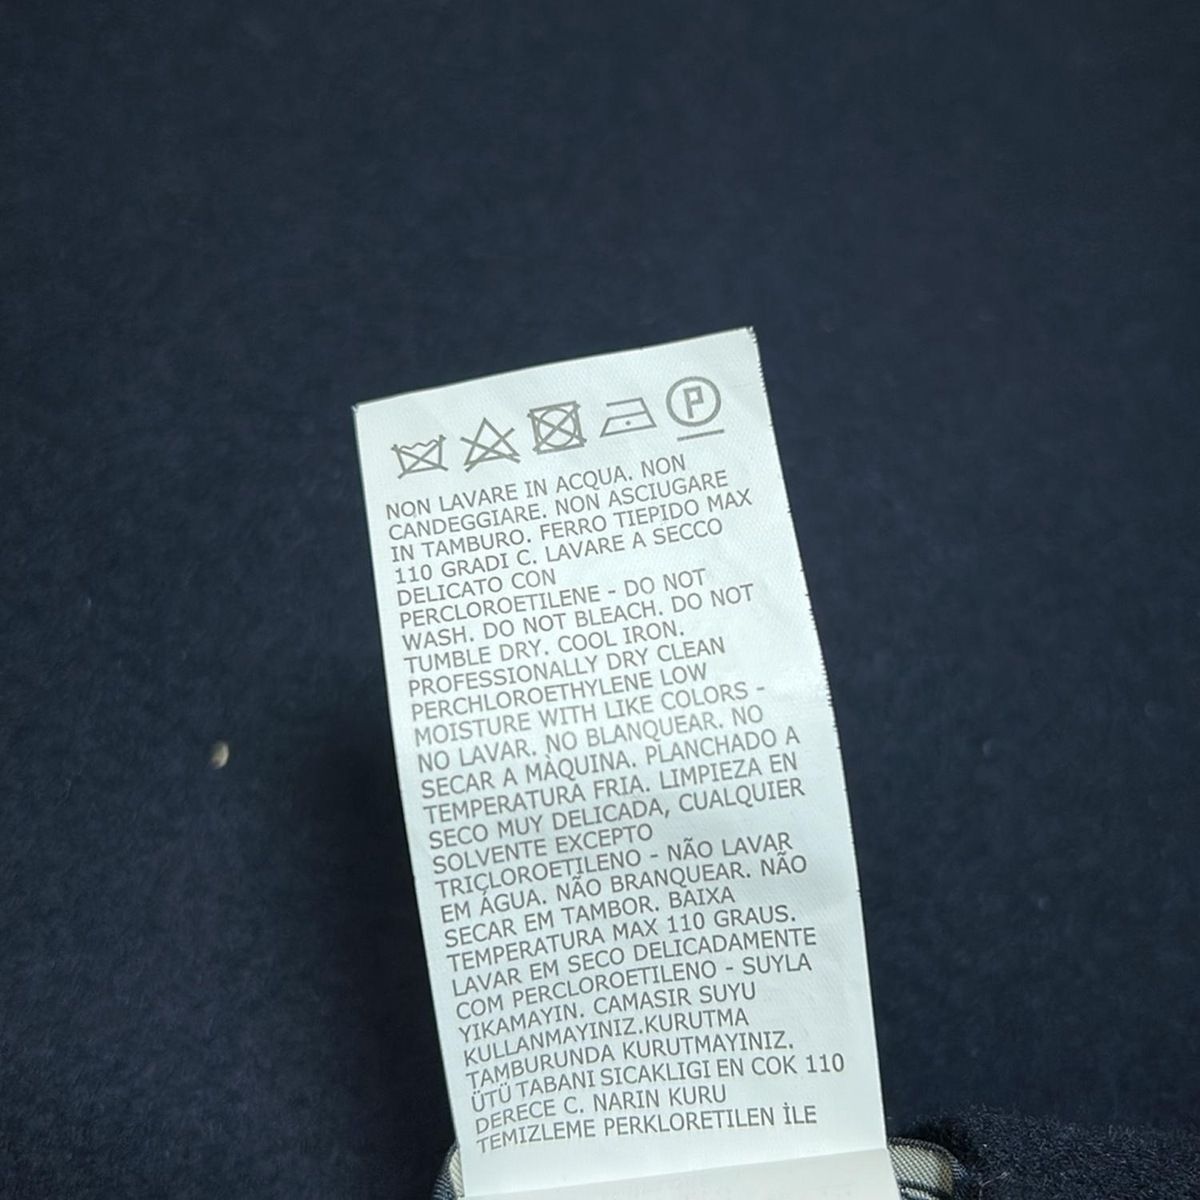 P
NON LAVARE IN ACQUA. NON
CANDEGGIARE. NON ASCIUGARE
IN TAMBURO. FERRO TIEPIDO MAX
110 GRADI C. LAVARE A SECCO
DELICATO CON
PERCLOROETILENE - DO NOT
WASH. DO NOT BLEACH. DO NOT
TUMBLE DRY. COOL IRON.
PROFESSIONALLY DRY CLEAN
PERCHLOROETHYLENE LOW
MOISTURE WITH LIKE COLORS -
NO LAVAR. NO BLANQUEAR. NO
SECAR A MÀQUINA. PLANCHADO A
TEMPERATURA FRIA. LIMPIEZA EN
SECO MUY DELICADA, CUALQUIER
SOLVENTE EXCEPTO
TRICLOROETILENO - NÃO LAVAR
EM ÁGUA. NÃO BRANQUEAR. NÃO
SECAR EM TAMBOR. BAIXA
TEMPERATURA MAX 110 GRAUS.
LAVAR EM SECO DELICADAMENTE
COM PERCLOROETILENO - SUYLA
YIKAMAYIN. CAMASIR SUYU
KULLANMAYINIZ.KURUTMA
TAMBURUNDA KURUTMAYINIZ.
ÜTÜ TABANI SICAKLIGI EN COK 110
DERECE C. NARIN KURU
TEMIZLEME PERKLORETILEN İLE